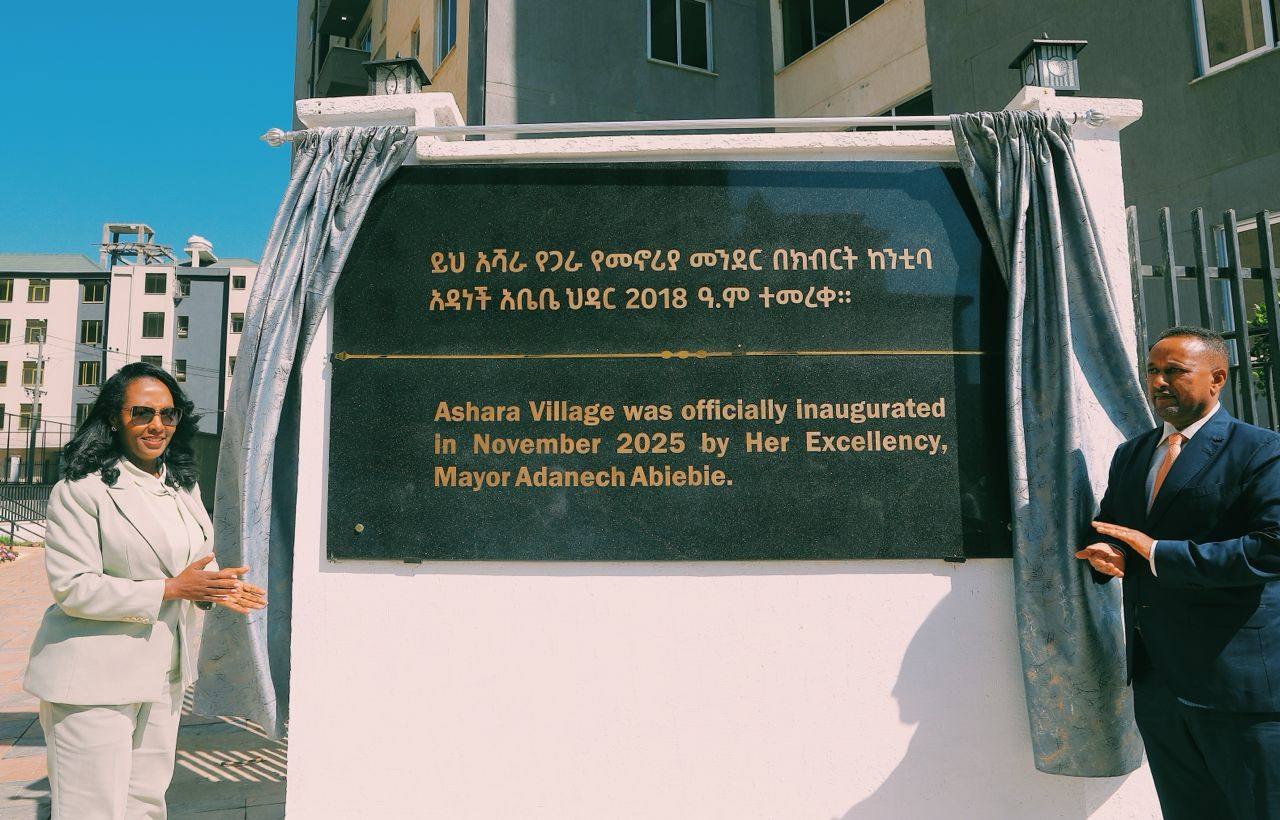 ይህ አሻራ የጋራ የመኖሪያ መንደር በክብርት ከንቲባ
አዳነች አቤቤ ህዳር 2018 ዓ.ም ተመረቀ።
Ashara Village was officially inaugurated
in November 2025 by Her Excellency,
Mayor Adanech Abiebie.